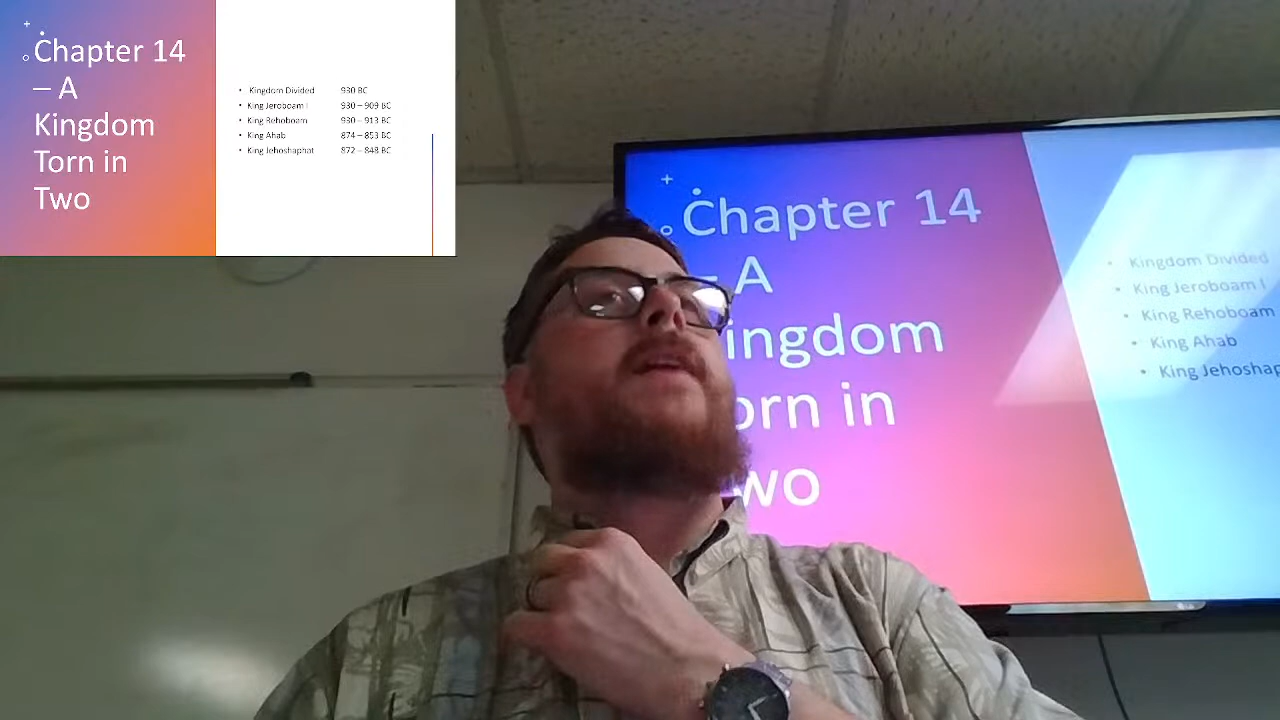 Chapter 14
– A
Kingdom
Torn in
Two
• Kingdom Divided 930 BC
• King Jeroboam I 930 – 909 BC
• King Rehoboam 930 – 913 BC
• King Ahab 874 – 853 BC
• King Jehoshaphat 872 – 848 BC
Chapter 14
– A
ingdom
orn in
wo
• Kingdom Divided
• King Jeroboam I
• King Rehoboam
• King Ahab
• King Jehoshap